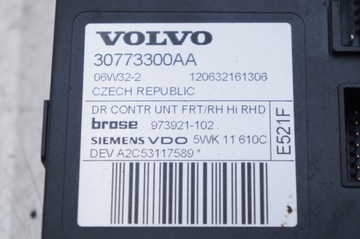 VOLVO
30773300AA
06W32-2 120632161306
CZECH REPUBLIC
DR CONTR UNT FRT/RH Hi RHD
brose 973921-102
SIEMENS VDO 5WK 11 610C
DEV A2C53117589*
E521F